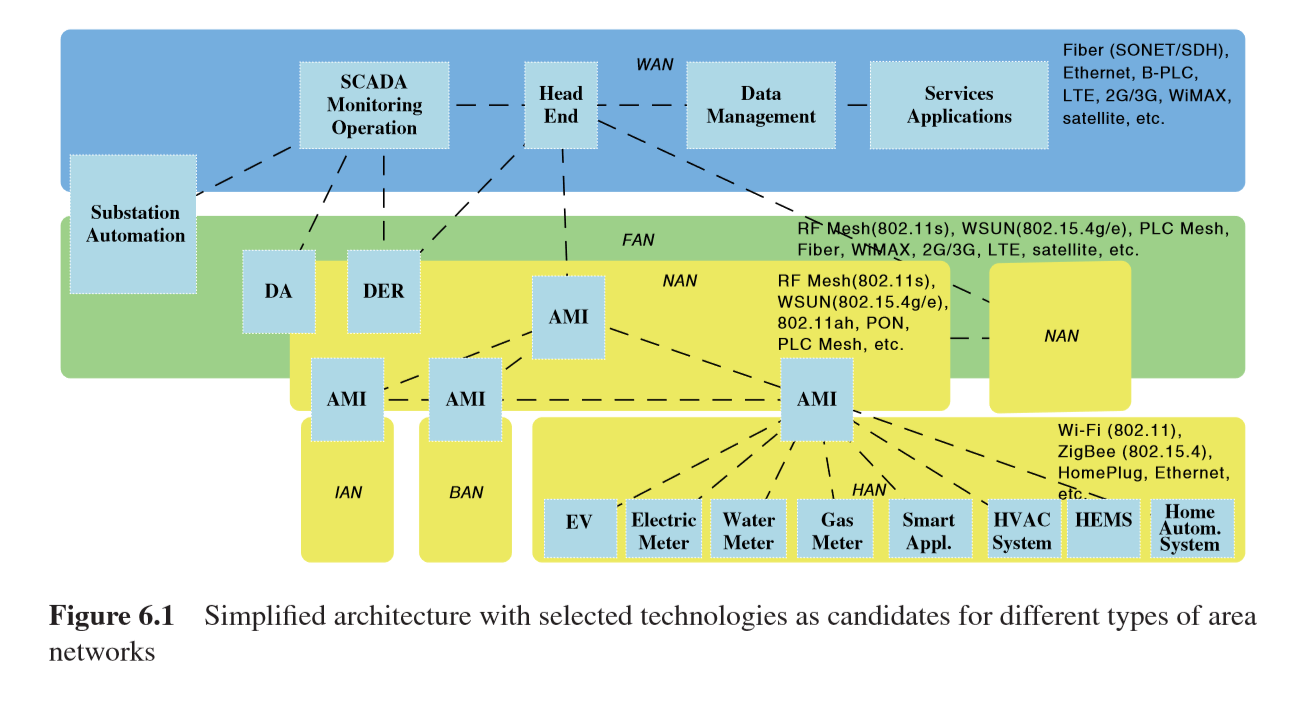 WAN
Fiber (SONET/SDH),
Ethernet, B-PLC,
LTE, 2G/3G, WiMAX,
satellite, etc.
SCADA
Monitoring
Operation
Head
End
Data
Management
Services
Applications
Substation
Automation
FAN
RF Mesh(802.11s), WSUN(802.15.4g/e), PLC Mesh,
Fiber, WiMAX, 2G/3G, LTE, satellite, etc.
DA
DER
NAN
RF Mesh(802.11s),
WSUN(802.15.4g/e),
802.11ah, PON,
PLC Mesh, etc.
AMI
NAN
AMI
AMI
AMI
IAN
BAN
HAN
Wi-Fi (802.11),
ZigBee (802.15.4),
HomePlug, Ethernet,
etc.
EV
Electric
Meter
Water
Meter
Gas
Meter
Smart
Appl.
HVAC
System
HEMS
Home
Autom.
System
Figure 6.1 Simplified architecture with selected technologies as candidates for different types of area
networks